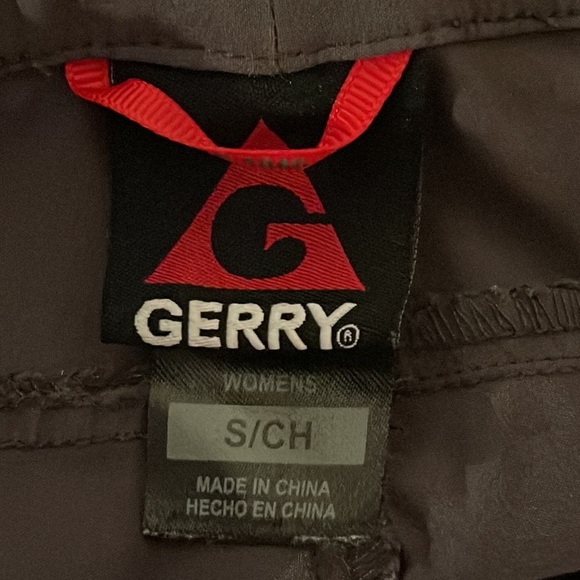 G
GERRY®
WOMENS
S/CH
MADE IN CHINA
HECHO EN CHINA